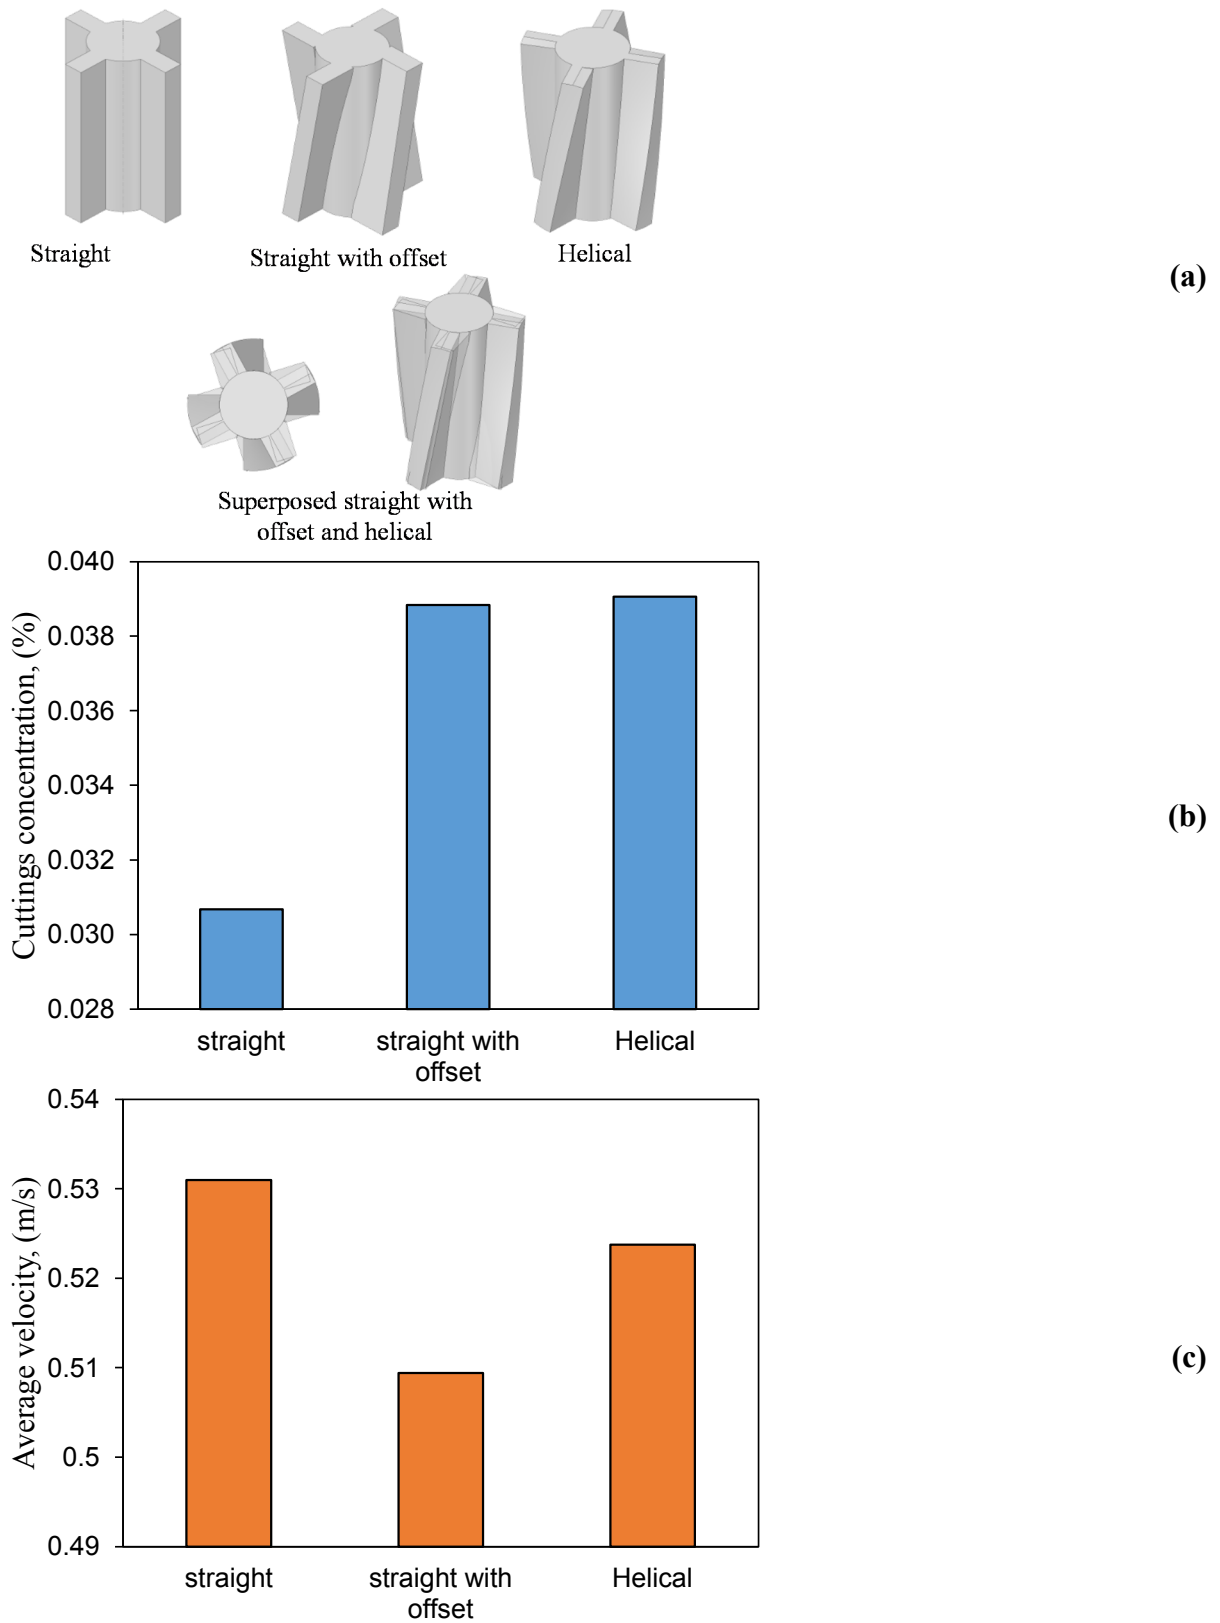 Straight
Straight with offset
Helical
(a)
Superposed straight with
offset and helical
0.040
0.038
0.036
0.034
0.032
0.030
0.028
Cuttings concentration, (%)
straight
straight with
offset
Helical
(b)
0.54
0.53
0.52
0.51
0.5
0.49
Average velocity, (m/s)
straight
straight with
offset
Helical
(c)